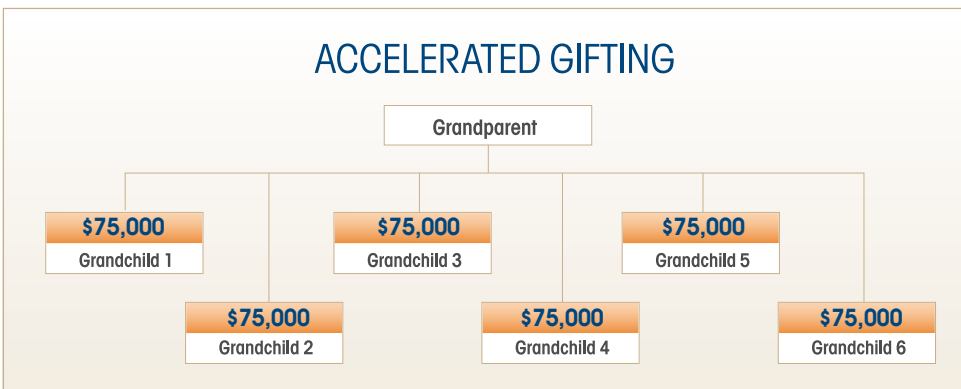 ACCELERATED GIFTING
Grandparent
$75,000
Grandchild 1
$75,000
Grandchild 3
$75,000
Grandchild 5
$75,000
Grandchild 2
$75,000
Grandchild 4
$75,000
Grandchild 6